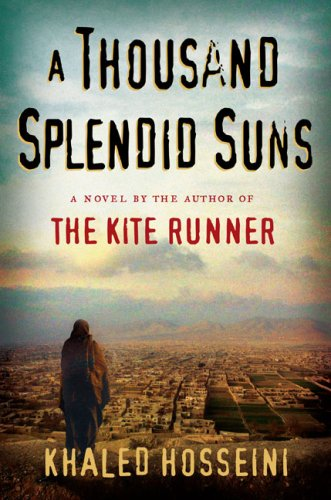 A THOUSAND
SPLENDID SUNS
A NOVEL BY THE AUTHOR OF
THE KITE RUNNER
KHALED HOSSEINI